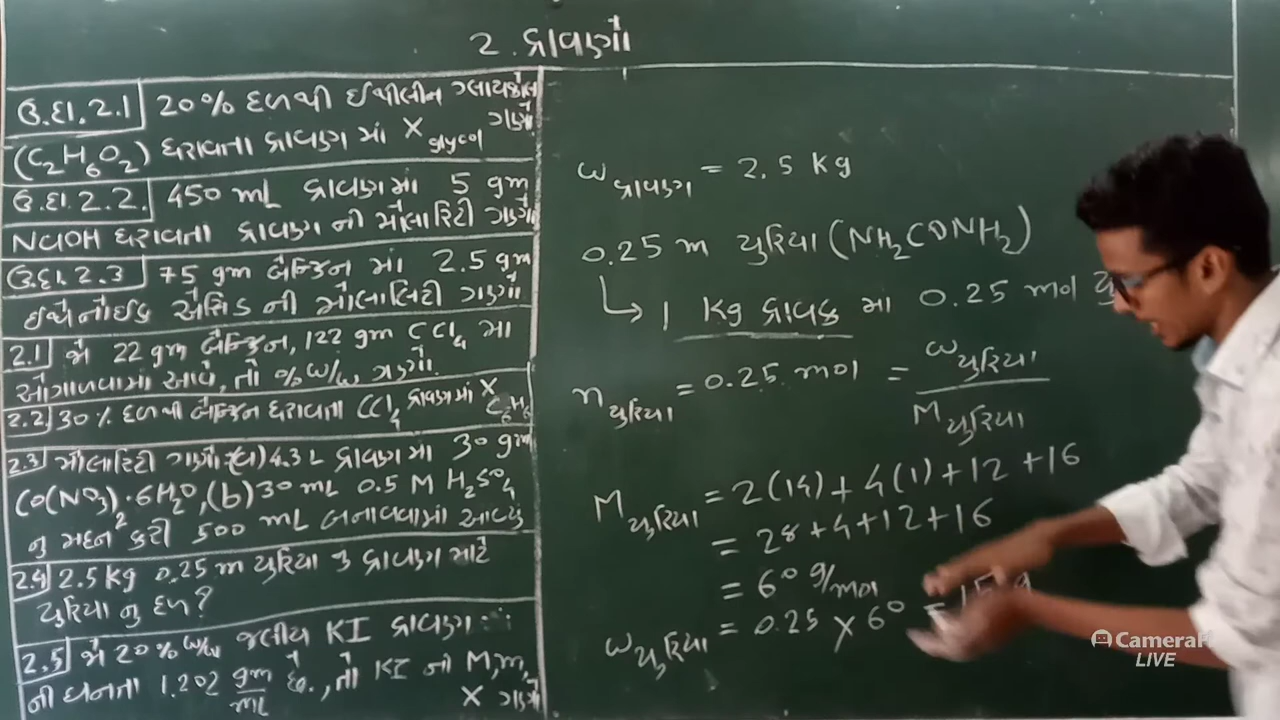 2. દ્રાવણો
ઉ.દા.2.1 20% દળથી ઈથીલીન ગ્લાયકોલ
(C₂H₆O₂) ધરાવતા દ્રાવણ માં X glycol ગણો
ઉ.દા.2.2. 450 mL દ્રાવણમાં 5 gm
NaOH ધરાવતા દ્રાવણ ની મોલારિટી ગણો
ઉ.દા.2.3 75 gm બેન્ઝિન માં 2.5 gm
ઈથેનોઈક એસિડ ની મોલાલિટી ગણો
2.1 જો 22 gm બેન્ઝિન, 122 gm CCl₄ મા
ઓગાળવામાં આવે, તો % w/w ગણો.
2.2 30% દળથી બેન્ઝિન ધરાવતા CCl₄ દ્રાવણમાં X C₆H₆
2.3 મોલારિટી ગણો (a) 4.3 L દ્રાવણ મા 30 gm
CO(NO₃)₂·6H₂O, (b) 30 mL 0.5 M H₂SO₄
નુ મંદન કરી 500 mL બનાવવામાં આવ્યુ
2.4 2.5 kg 0.25 m યુરિયા ના દ્રાવણ માટે
યુરિયા નુ દળ?
2.5 જો 20% w/w જલીય KI દ્રાવણ
ની ઘનતા 1.202 gm/mL છે., તો KI ની M, m,
X ગણો
w દ્રાવણ = 2.5 kg
0.25 m યુરિયા (NH₂CONH₂)
↳ 1 kg દ્રાવક મા 0.25 mol
n યુરિયા = 0.25 mol = w યુરિયા / M યુરિયા
M યુરિયા = 2(14) + 4(1) + 12 + 16
= 28 + 4 + 12 + 16
= 60 g/mol
w યુરિયા = 0.25 × 60 = 15 g
CameraFi
LIVE